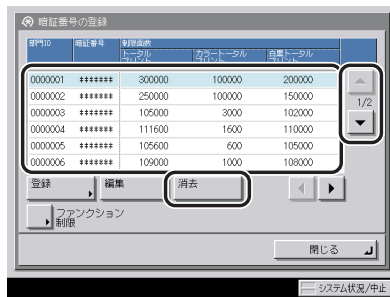 暗証番号の登録
部門ID 暗証番号 制限面数
トータルプリント カラートータルプリント 白黒トータルプリント
0000001 ******* 300000 100000 200000
0000002 ******* 250000 100000 150000
0000003 ******* 105000 3000 102000
0000004 ******* 111600 1600 110000
0000005 ******* 105600 600 105000
0000006 ******* 109000 1000 108000
1/2
登録 編集 消去
ファンクション
制限
閉じる
システム状況/中止